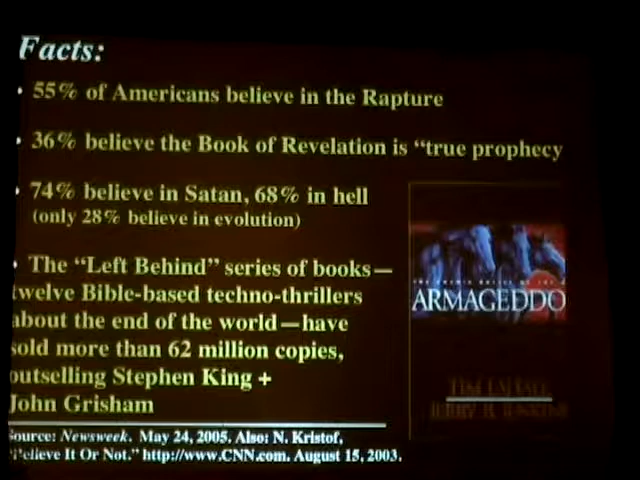 Facts:
• 55% of Americans believe in the Rapture
• 36% believe the Book of Revelation is “true prophecy
• 74% believe in Satan, 68% in hell
(only 28% believe in evolution)
• The “Left Behind” series of books—
twelve Bible-based techno-thrillers
about the end of the world—have
sold more than 62 million copies,
outselling Stephen King +
John Grisham
ARMAGEDDO
TIM LAHAYE
JERRY B. JENKINS
Source: Newsweek. May 24, 2005. Also: N. Kristof,
"Believe It Or Not." http://www.CNN.com. August 15, 2003.